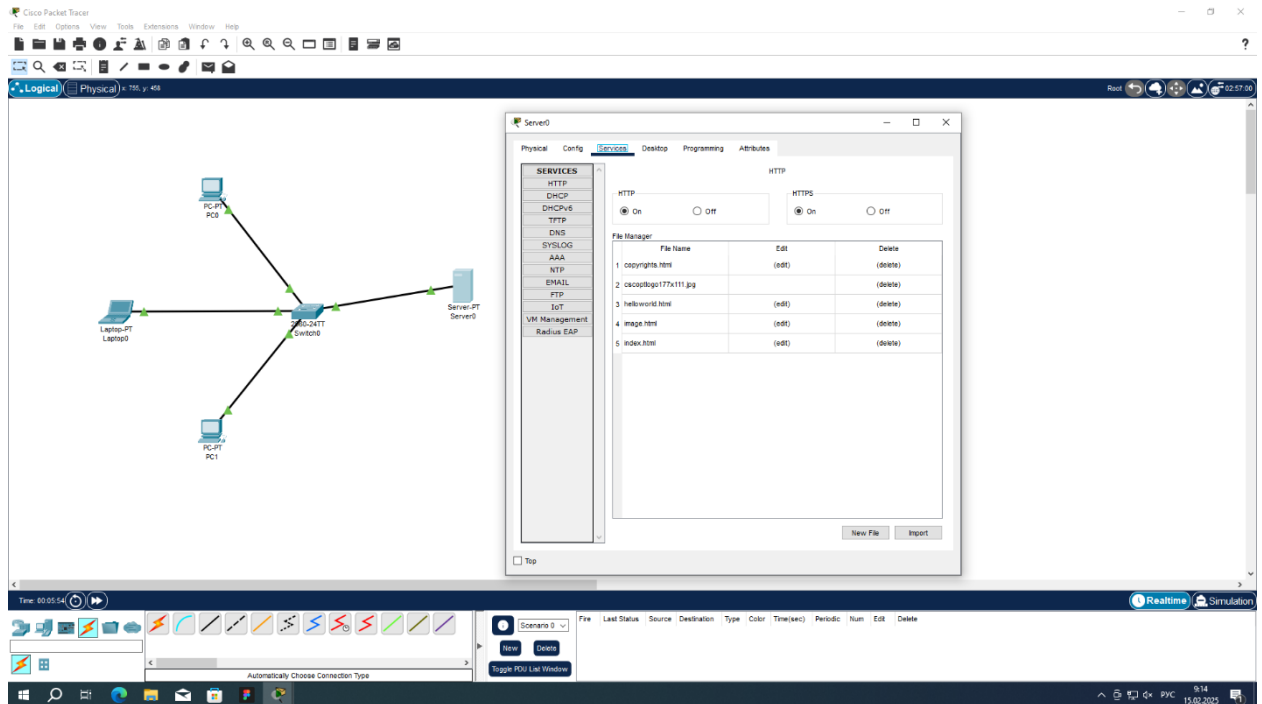 Cisco Packet Tracer
File Edit Options View Tools Extensions Window Help
?
Logical Physical x: 755, y: 458 Root 02:57:00
PC-PT
PC0
Laptop-PT
Laptop0
2960-24TT
Switch0
Server-PT
Server0
PC-PT
PC1
Server0
Physical Config Services Desktop Programming Attributes
SERVICES
HTTP
DHCP
DHCPv6
TFTP
DNS
SYSLOG
AAA
NTP
EMAIL
FTP
IoT
VM Management
Radius EAP
HTTP
HTTP HTTPS
On Off On Off
File Manager
File Name Edit Delete
1 copyrights.html (edit) (delete)
2 cscoptlogo177x111.jpg (delete)
3 helloworld.html (edit) (delete)
4 image.html (edit) (delete)
5 index.html (edit) (delete)
New File Import
Top
Time: 00:05:54 Realtime Simulation
Scenario 0
New Delete
Toggle PDU List Window
Fire Last Status Source Destination Type Color Time(sec) Periodic Num Edit Delete
Automatically Choose Connection Type
РУС 9:14
15.02.2025